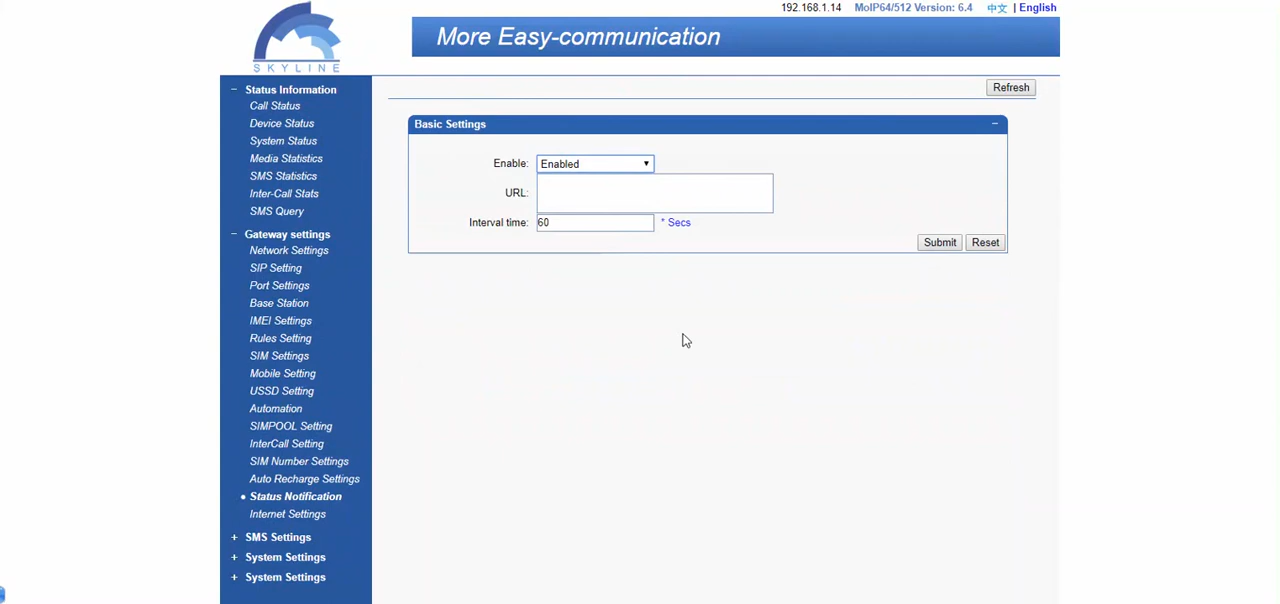 192.168.1.14 MoIP64/512 Version: 6.4 中文 | English
SKYLINE
More Easy-communication
Refresh
− Status Information
Call Status
Device Status
System Status
Media Statistics
SMS Statistics
Inter-Call Stats
SMS Query
− Gateway settings
Network Settings
SIP Setting
Port Settings
Base Station
IMEI Settings
Rules Setting
SIM Settings
Mobile Setting
USSD Setting
Automation
SIMPOOL Setting
InterCall Setting
SIM Number Settings
Auto Recharge Settings
• Status Notification
Internet Settings
+ SMS Settings
+ System Settings
+ System Settings
Basic Settings −
Enable: Enabled
URL:
Interval time: 60 * Secs
Submit Reset